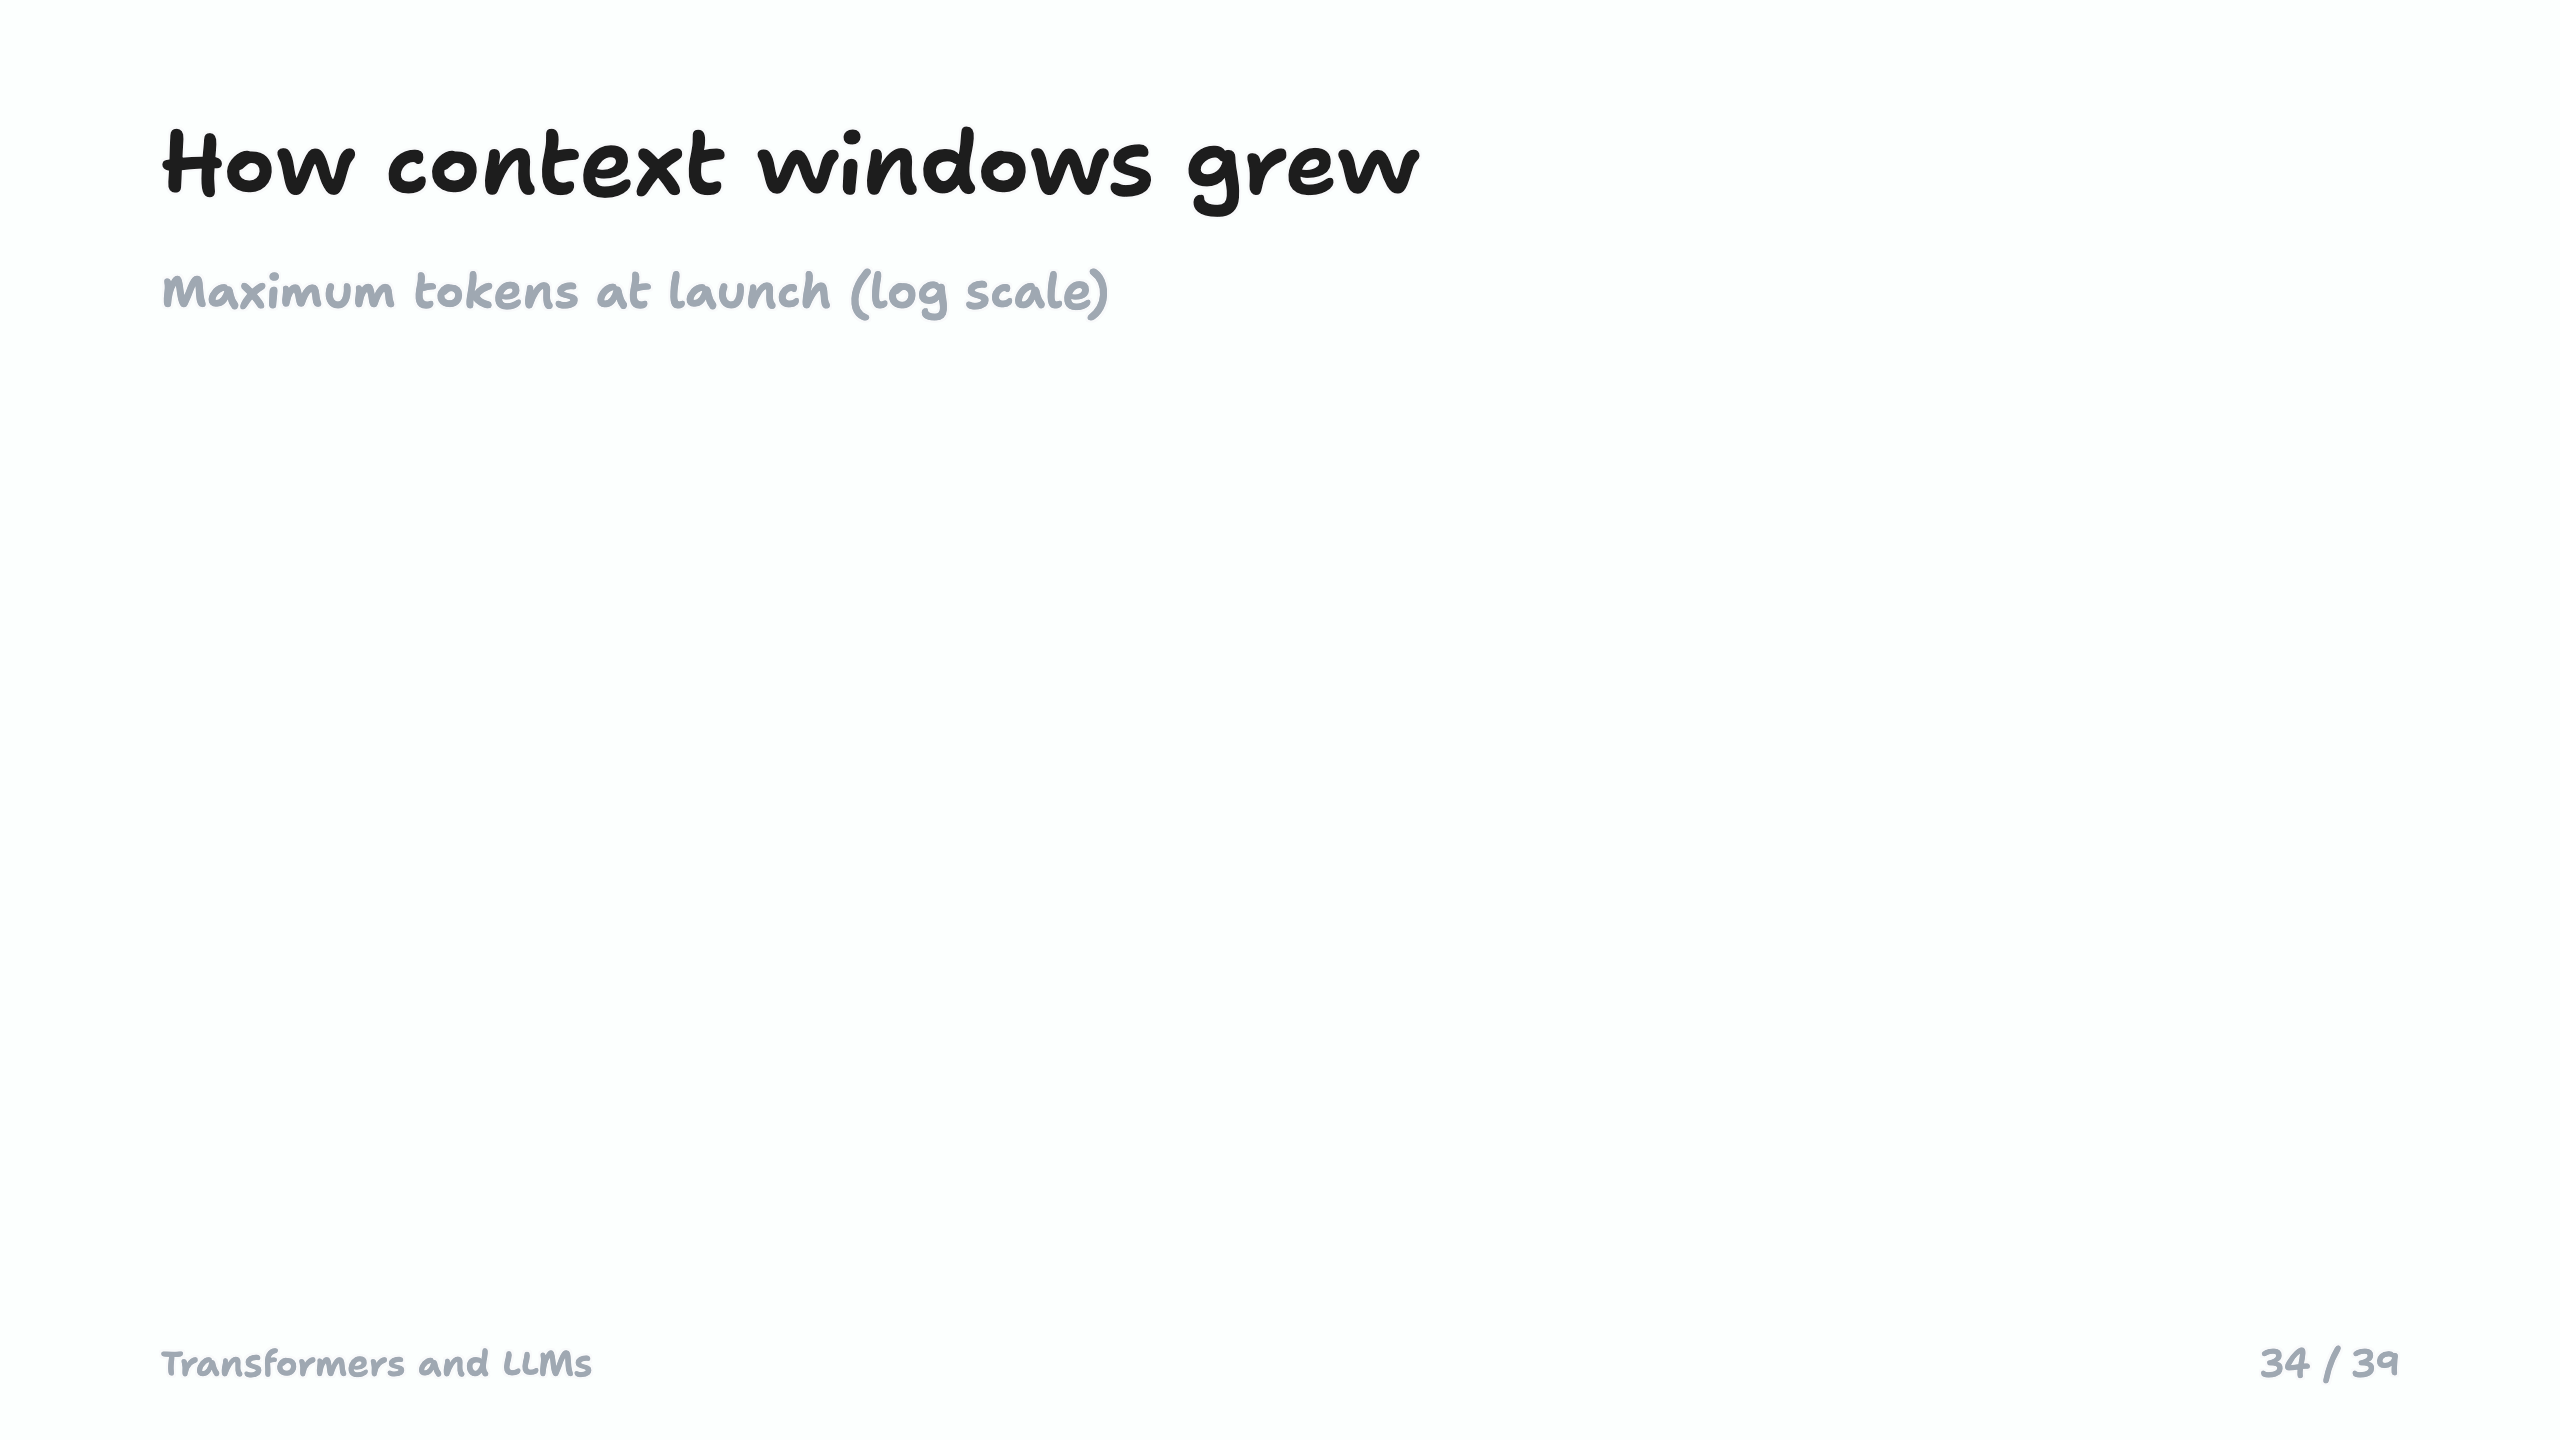 How context windows grew
Maximum tokens at launch (log scale)
Transformers and LLMs
34 / 39